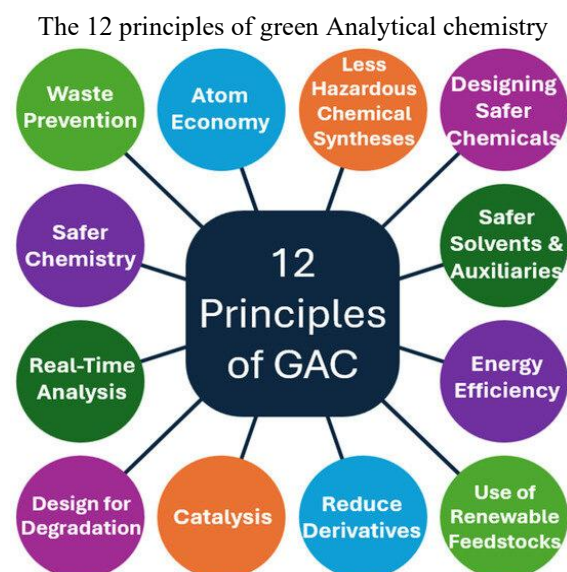 The 12 principles of green Analytical chemistry
Waste
Prevention
Atom
Economy
Less
Hazardous
Chemical
Syntheses
Designing
Safer
Chemicals
Safer
Chemistry
12
Principles
of GAC
Safer
Solvents &
Auxiliaries
Real-Time
Analysis
Energy
Efficiency
Design for
Degradation
Catalysis
Reduce
Derivatives
Use of
Renewable
Feedstocks